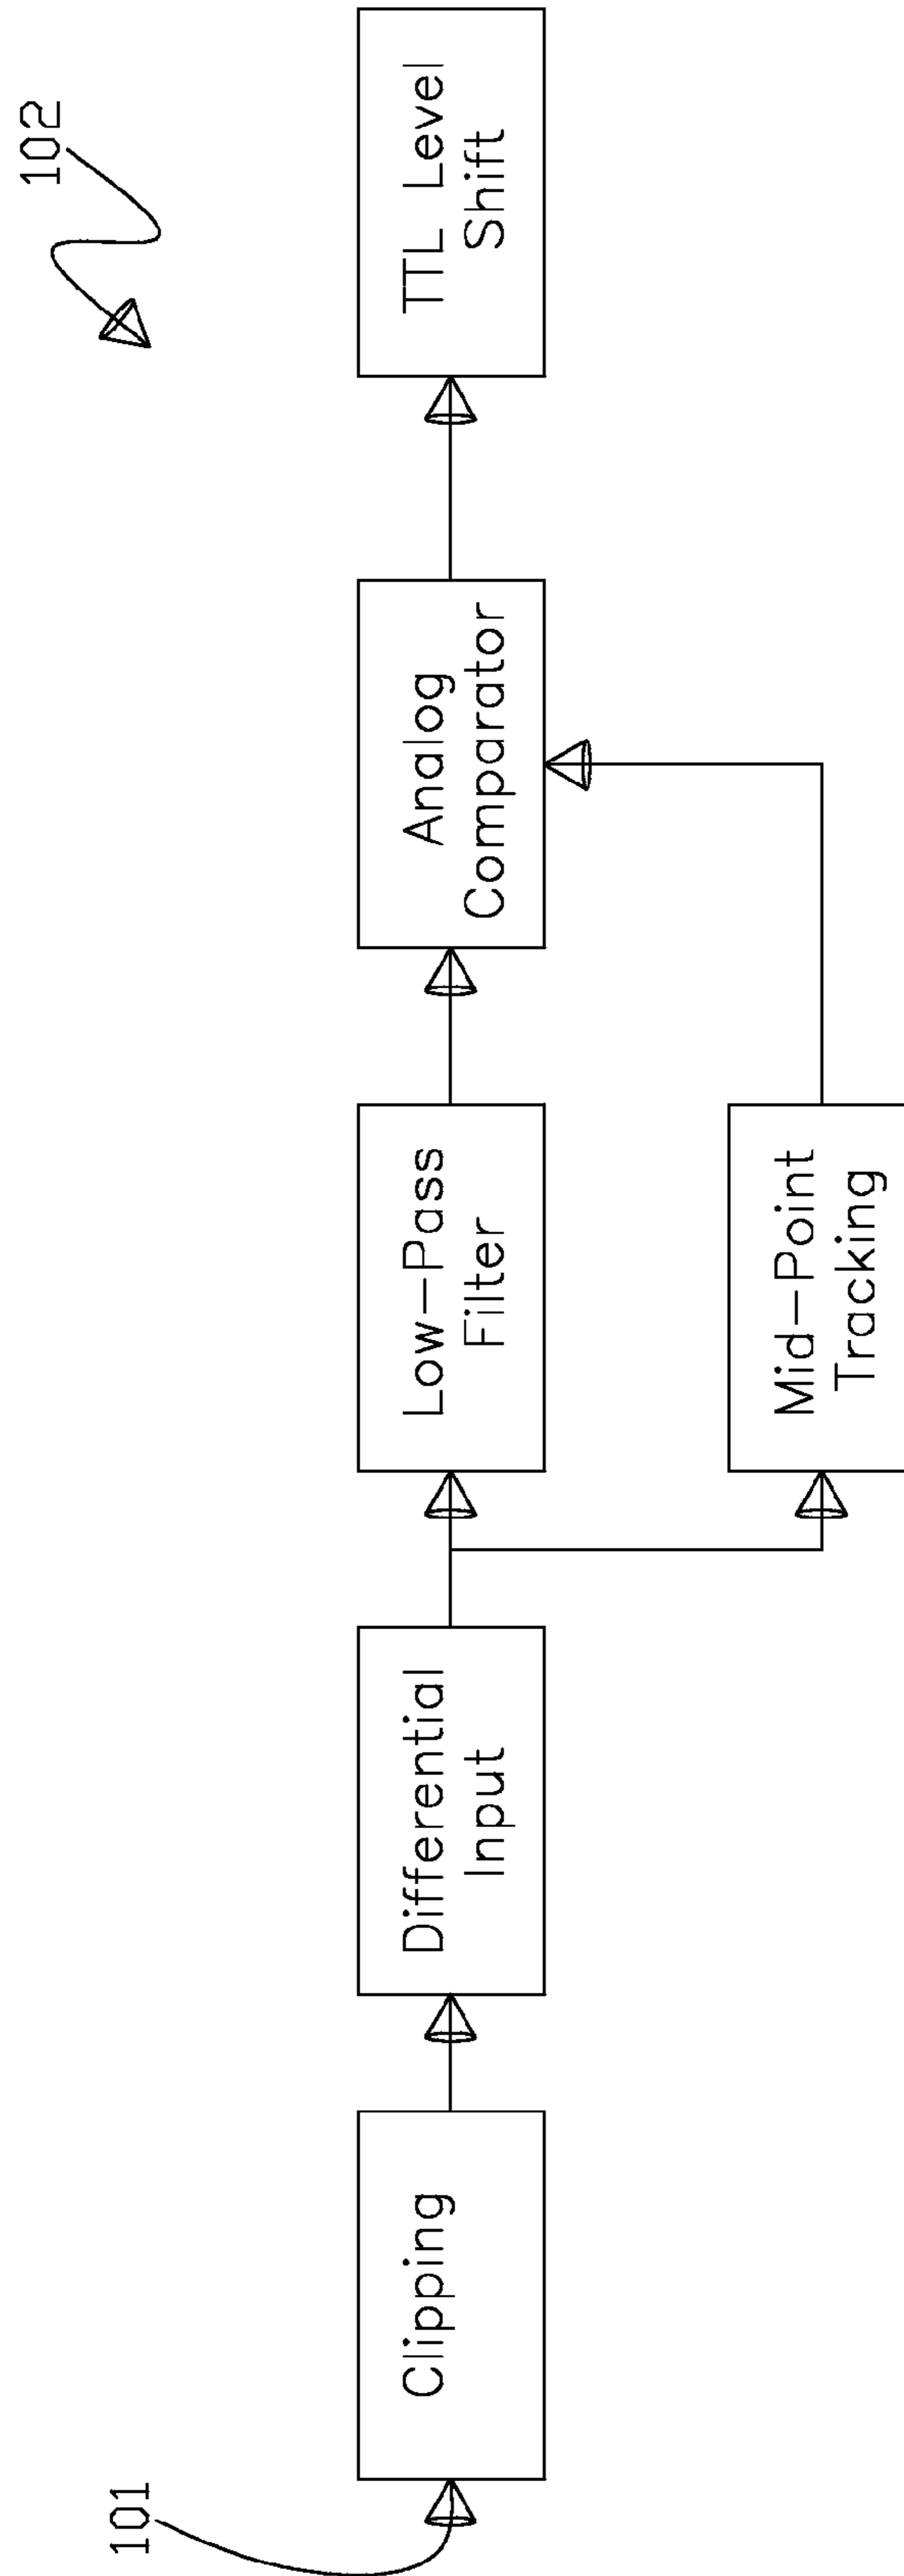 102
101
Clipping
Differential
Input
Low-Pass
Filter
Analog
Comparator
TTL Level
Shift
Mid-Point
Tracking